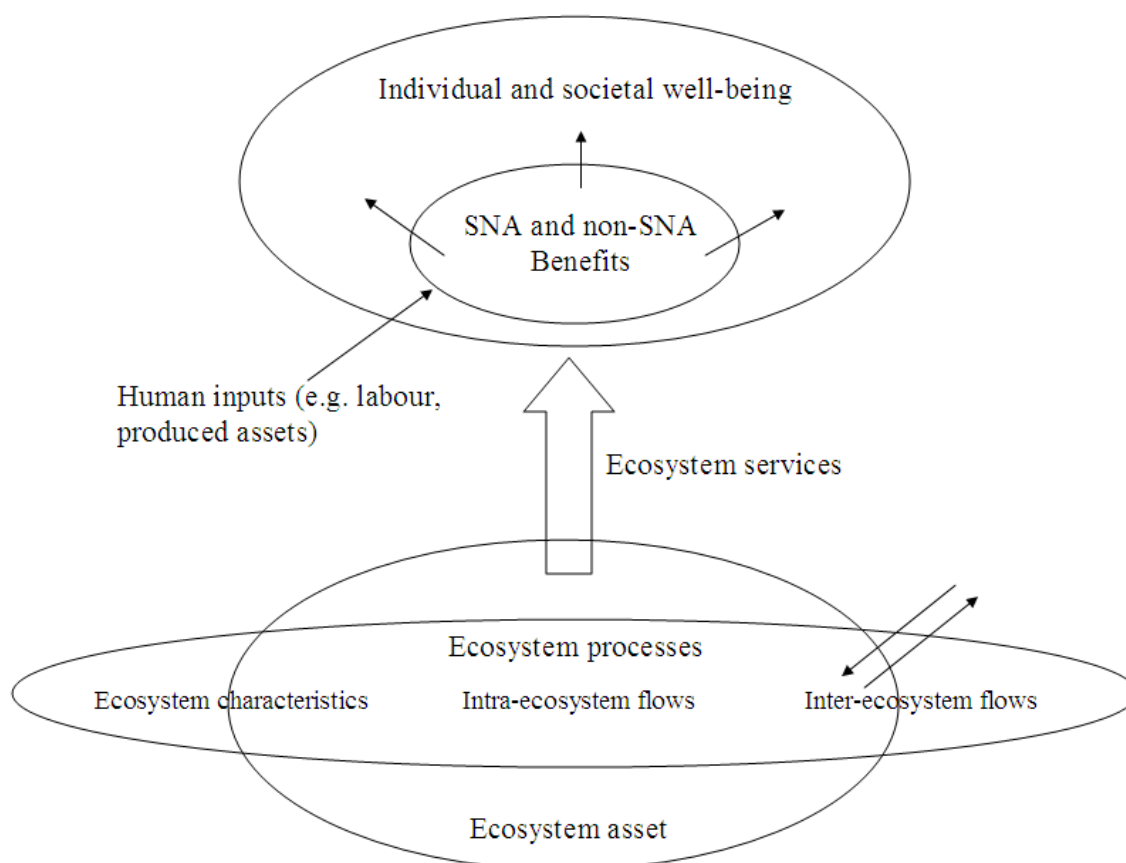 Individual and societal well-being
SNA and non-SNA
Benefits
Human inputs (e.g. labour,
produced assets)
Ecosystem services
Ecosystem processes
Ecosystem characteristics
Intra-ecosystem flows
Inter-ecosystem flows
Ecosystem asset